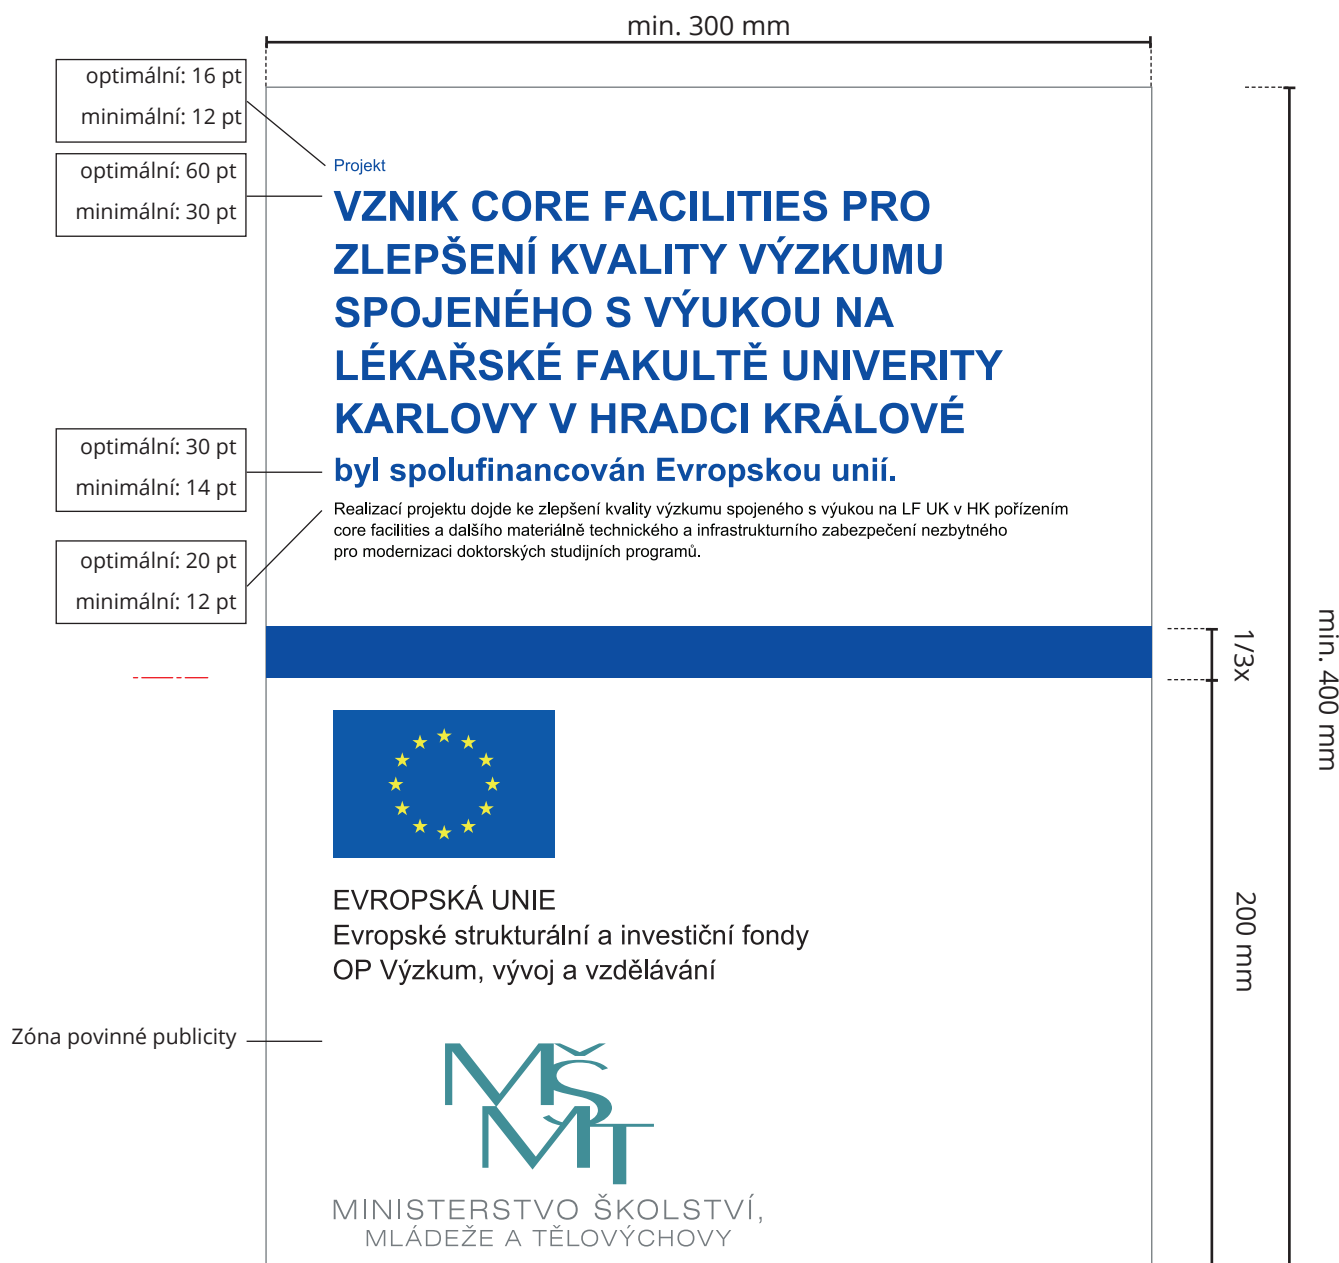 min. 300 mm
optimální: 16 pt
minimální: 12 pt
optimální: 60 pt
minimální: 30 pt
Projekt
VZNIK CORE FACILITIES PRO
ZLEPŠENÍ KVALITY VÝZKUMU
SPOJENÉHO S VÝUKOU NA
LÉKAŘSKÉ FAKULTĚ UNIVERITY
KARLOVY V HRADCI KRÁLOVÉ
optimální: 30 pt
minimální: 14 pt
byl spolufinancován Evropskou unií.
Realizací projektu dojde ke zlepšení kvality výzkumu spojeného s výukou na LF UK v HK pořízením
core facilities a dalšího materiálně technického a infrastrukturního zabezpečení nezbytného
pro modernizaci doktorských studijních programů.
optimální: 20 pt
minimální: 12 pt
1/3x
min. 400 mm
200 mm
EVROPSKÁ UNIE
Evropské strukturální a investiční fondy
OP Výzkum, vývoj a vzdělávání
Zóna povinné publicity
MŠ
MT
MINISTERSTVO ŠKOLSTVÍ,
MLÁDEŽE A TĚLOVÝCHOVY